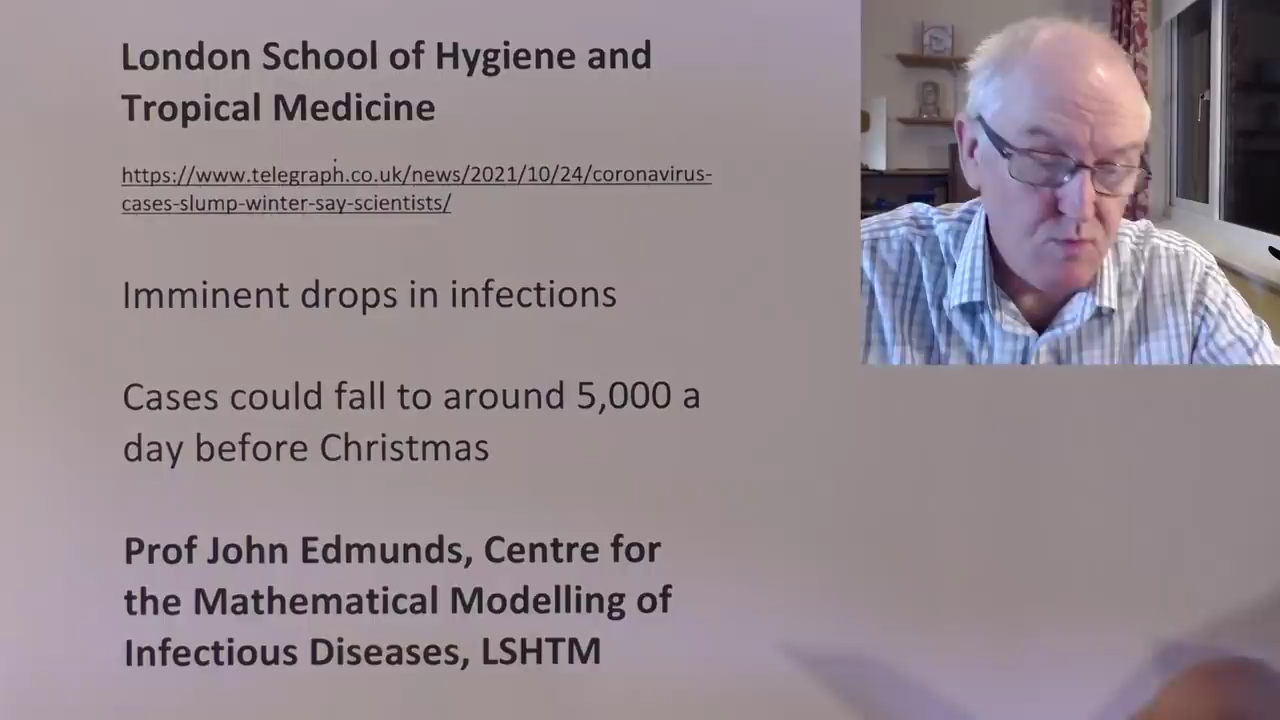 London School of Hygiene and
Tropical Medicine
https://www.telegraph.co.uk/news/2021/10/24/coronavirus-
cases-slump-winter-say-scientists/
Imminent drops in infections
Cases could fall to around 5,000 a
day before Christmas
Prof John Edmunds, Centre for
the Mathematical Modelling of
Infectious Diseases, LSHTM